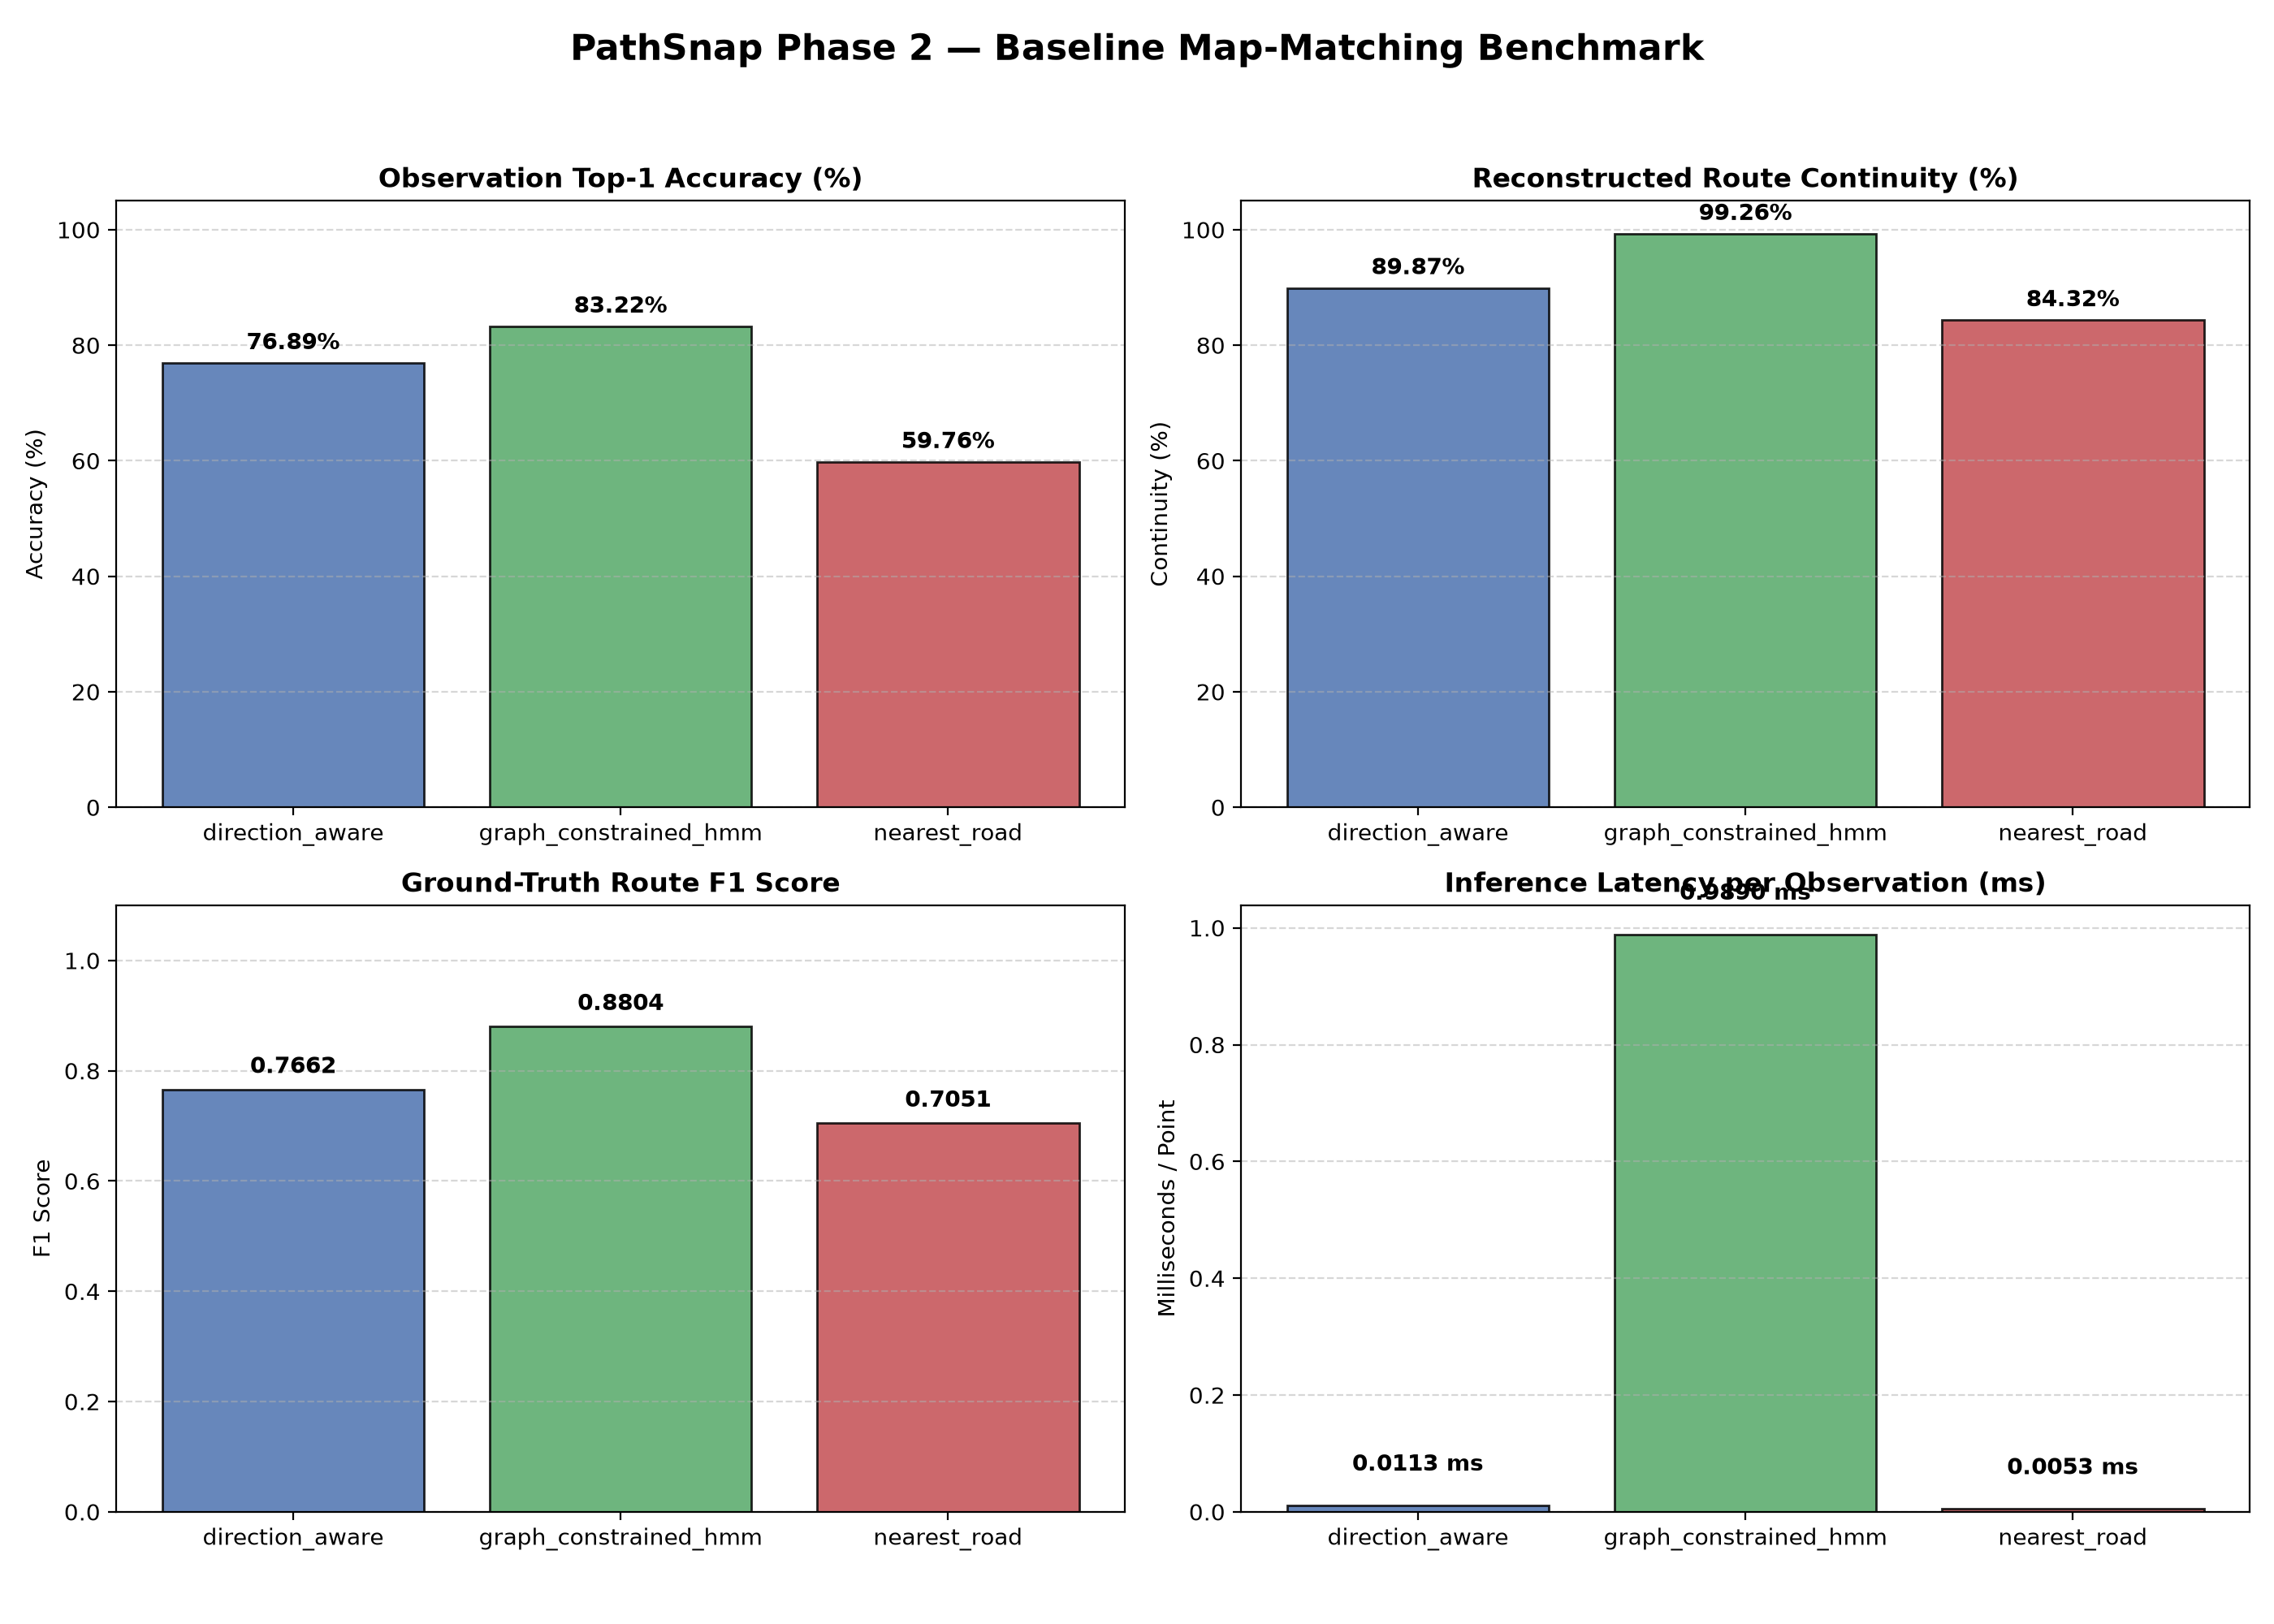 PathSnap Phase 2 — Baseline Map-Matching Benchmark
Observation Top-1 Accuracy (%)
Accuracy (%)
100
80
60
40
20
0
76.89%
83.22%
59.76%
direction_aware
graph_constrained_hmm
nearest_road
Reconstructed Route Continuity (%)
Continuity (%)
100
80
60
40
20
0
89.87%
99.26%
84.32%
direction_aware
graph_constrained_hmm
nearest_road
Ground-Truth Route F1 Score
F1 Score
1.0
0.8
0.6
0.4
0.2
0.0
0.7662
0.8804
0.7051
direction_aware
graph_constrained_hmm
nearest_road
Inference Latency per Observation (ms)
Milliseconds / Point
1.0
0.8
0.6
0.4
0.2
0.0
0.0113 ms
0.9890 ms
0.0053 ms
direction_aware
graph_constrained_hmm
nearest_road